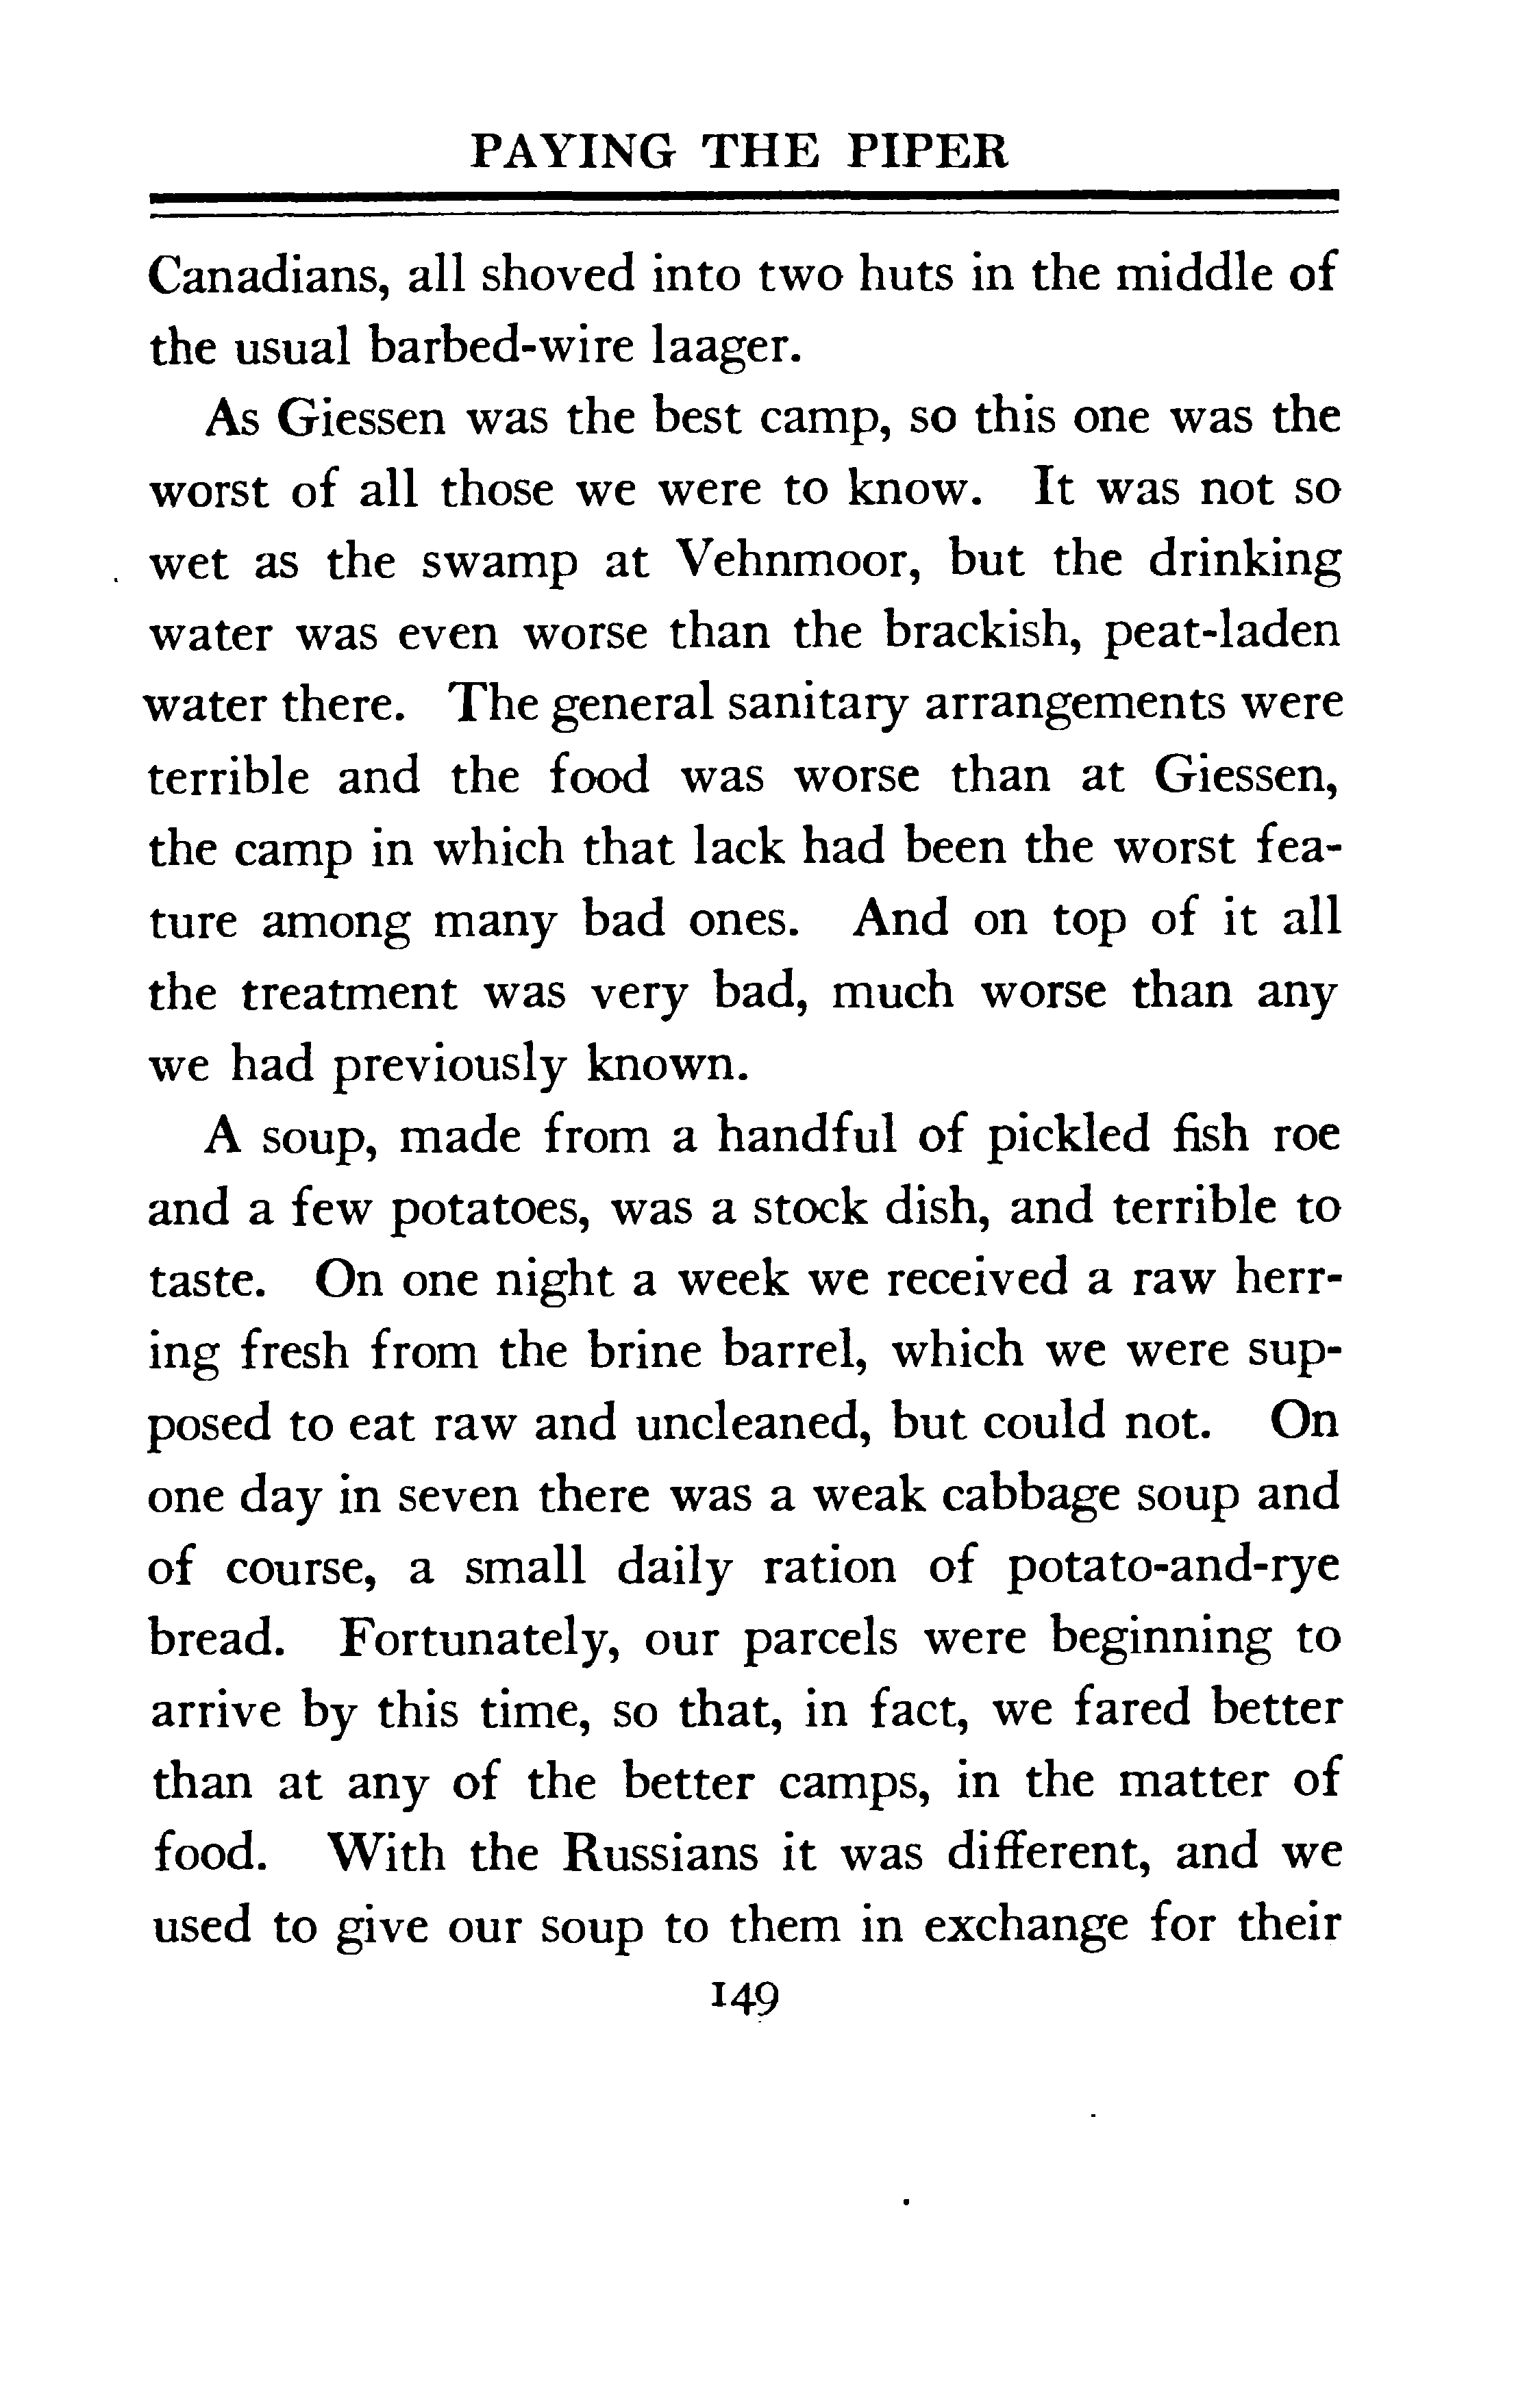 PAYING THE PIPER
Canadians, all shoved into two huts in the middle of
the usual barbed-wire laager.
As Giessen was the best camp, so this one was the
worst of all those we were to know. It was not so
wet as the swamp at Vehnmoor, but the drinking
water was even worse than the brackish, peat-laden
water there. The general sanitary arrangements were
terrible and the food was worse than at Giessen,
the camp in which that lack had been the worst fea-
ture among many bad ones. And on top of it all
the treatment was very bad, much worse than any
we had previously known.
A soup, made from a handful of pickled fish roe
and a few potatoes, was a stock dish, and terrible to
taste. On one night a week we received a raw herr-
ing fresh from the brine barrel, which we were sup-
posed to eat raw and uncleaned, but could not. On
one day in seven there was a weak cabbage soup and
of course, a small daily ration of potato-and-rye
bread. Fortunately, our parcels were beginning to
arrive by this time, so that, in fact, we fared better
than at any of the better camps, in the matter of
food. With the Russians it was different, and we
used to give our soup to them in exchange for their
149